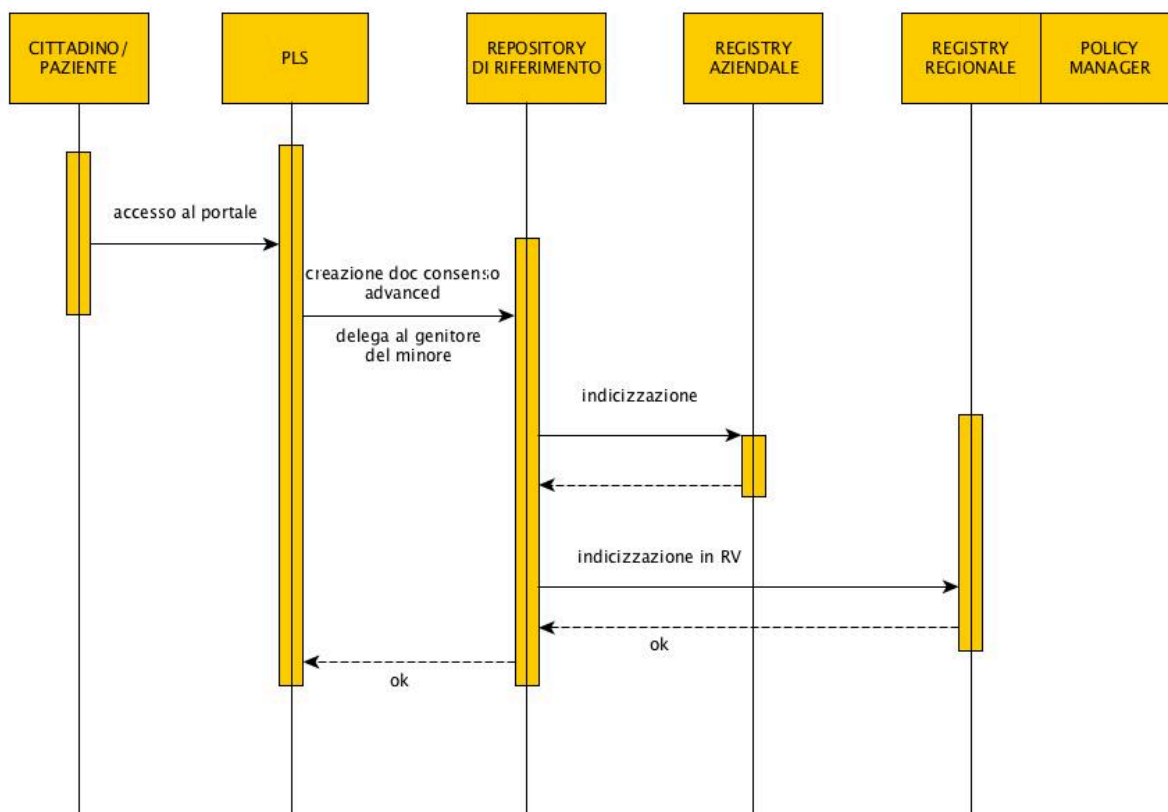 CITTADINO/
PAZIENTE
PLS
REPOSITORY
DI RIFERIMENTO
REGISTRY
AZIENDALE
REGISTRY
REGIONALE
POLICY
MANAGER
accesso al portale
creazione doc consenso
advanced
delega al genitore
del minore
indicizzazione
indicizzazione in RV
ok
ok